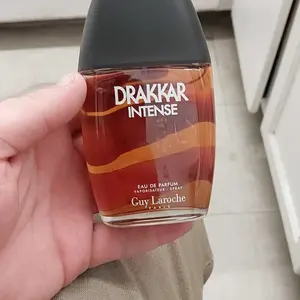 DRAKKAR
INTENSE
EAU DE PARFUM
VAPORISATEUR - SPRAY
Guy Laroche
PARIS